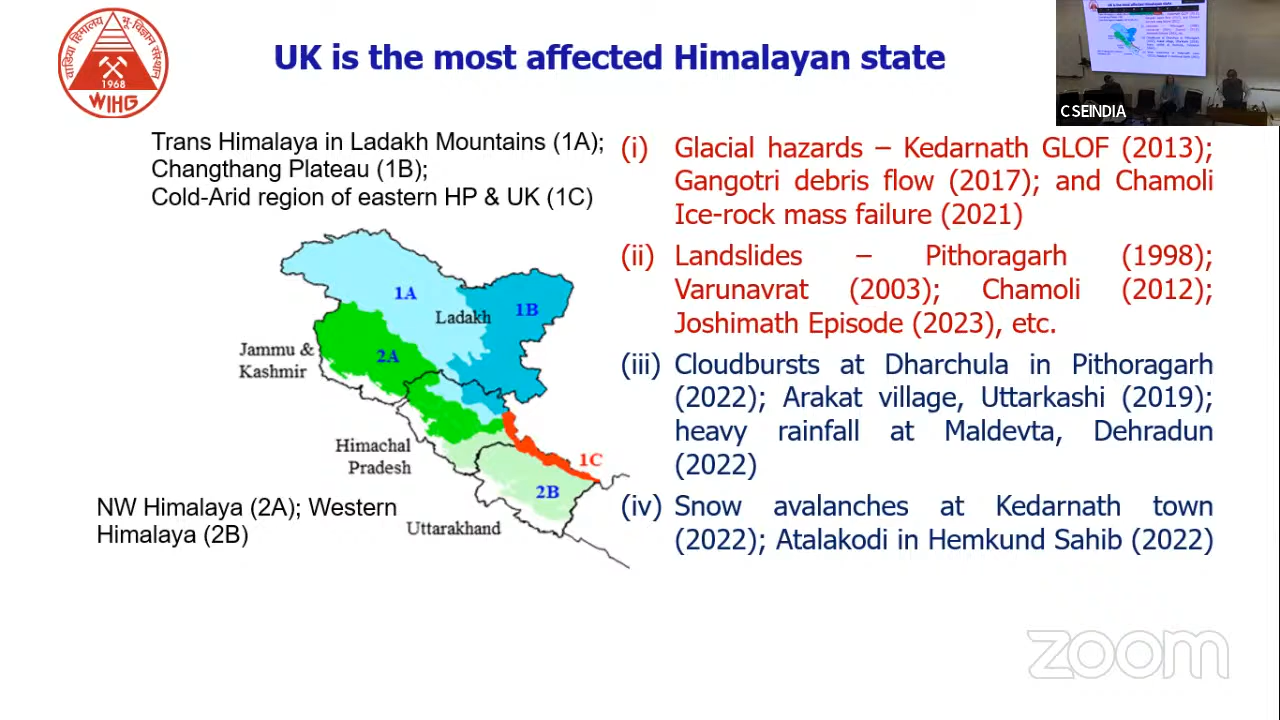 वाडिया हिमालय भू-विज्ञान संस्थान
1968
WIHG
UK is the most affected Himalayan state
CSEINDIA
Trans Himalaya in Ladakh Mountains (1A);
Changthang Plateau (1B);
Cold-Arid region of eastern HP & UK (1C)
1A
1B
Ladakh
2A
Jammu &
Kashmir
Himachal
Pradesh
1C
2B
Uttarakhand
NW Himalaya (2A); Western
Himalaya (2B)
(i) Glacial hazards – Kedarnath GLOF (2013);
Gangotri debris flow (2017); and Chamoli
Ice-rock mass failure (2021)
(ii) Landslides – Pithoragarh (1998);
Varunavrat (2003); Chamoli (2012);
Joshimath Episode (2023), etc.
(iii) Cloudbursts at Dharchula in Pithoragarh
(2022); Arakat village, Uttarkashi (2019);
heavy rainfall at Maldevta, Dehradun
(2022)
(iv) Snow avalanches at Kedarnath town
(2022); Atalakodi in Hemkund Sahib (2022)
zoom